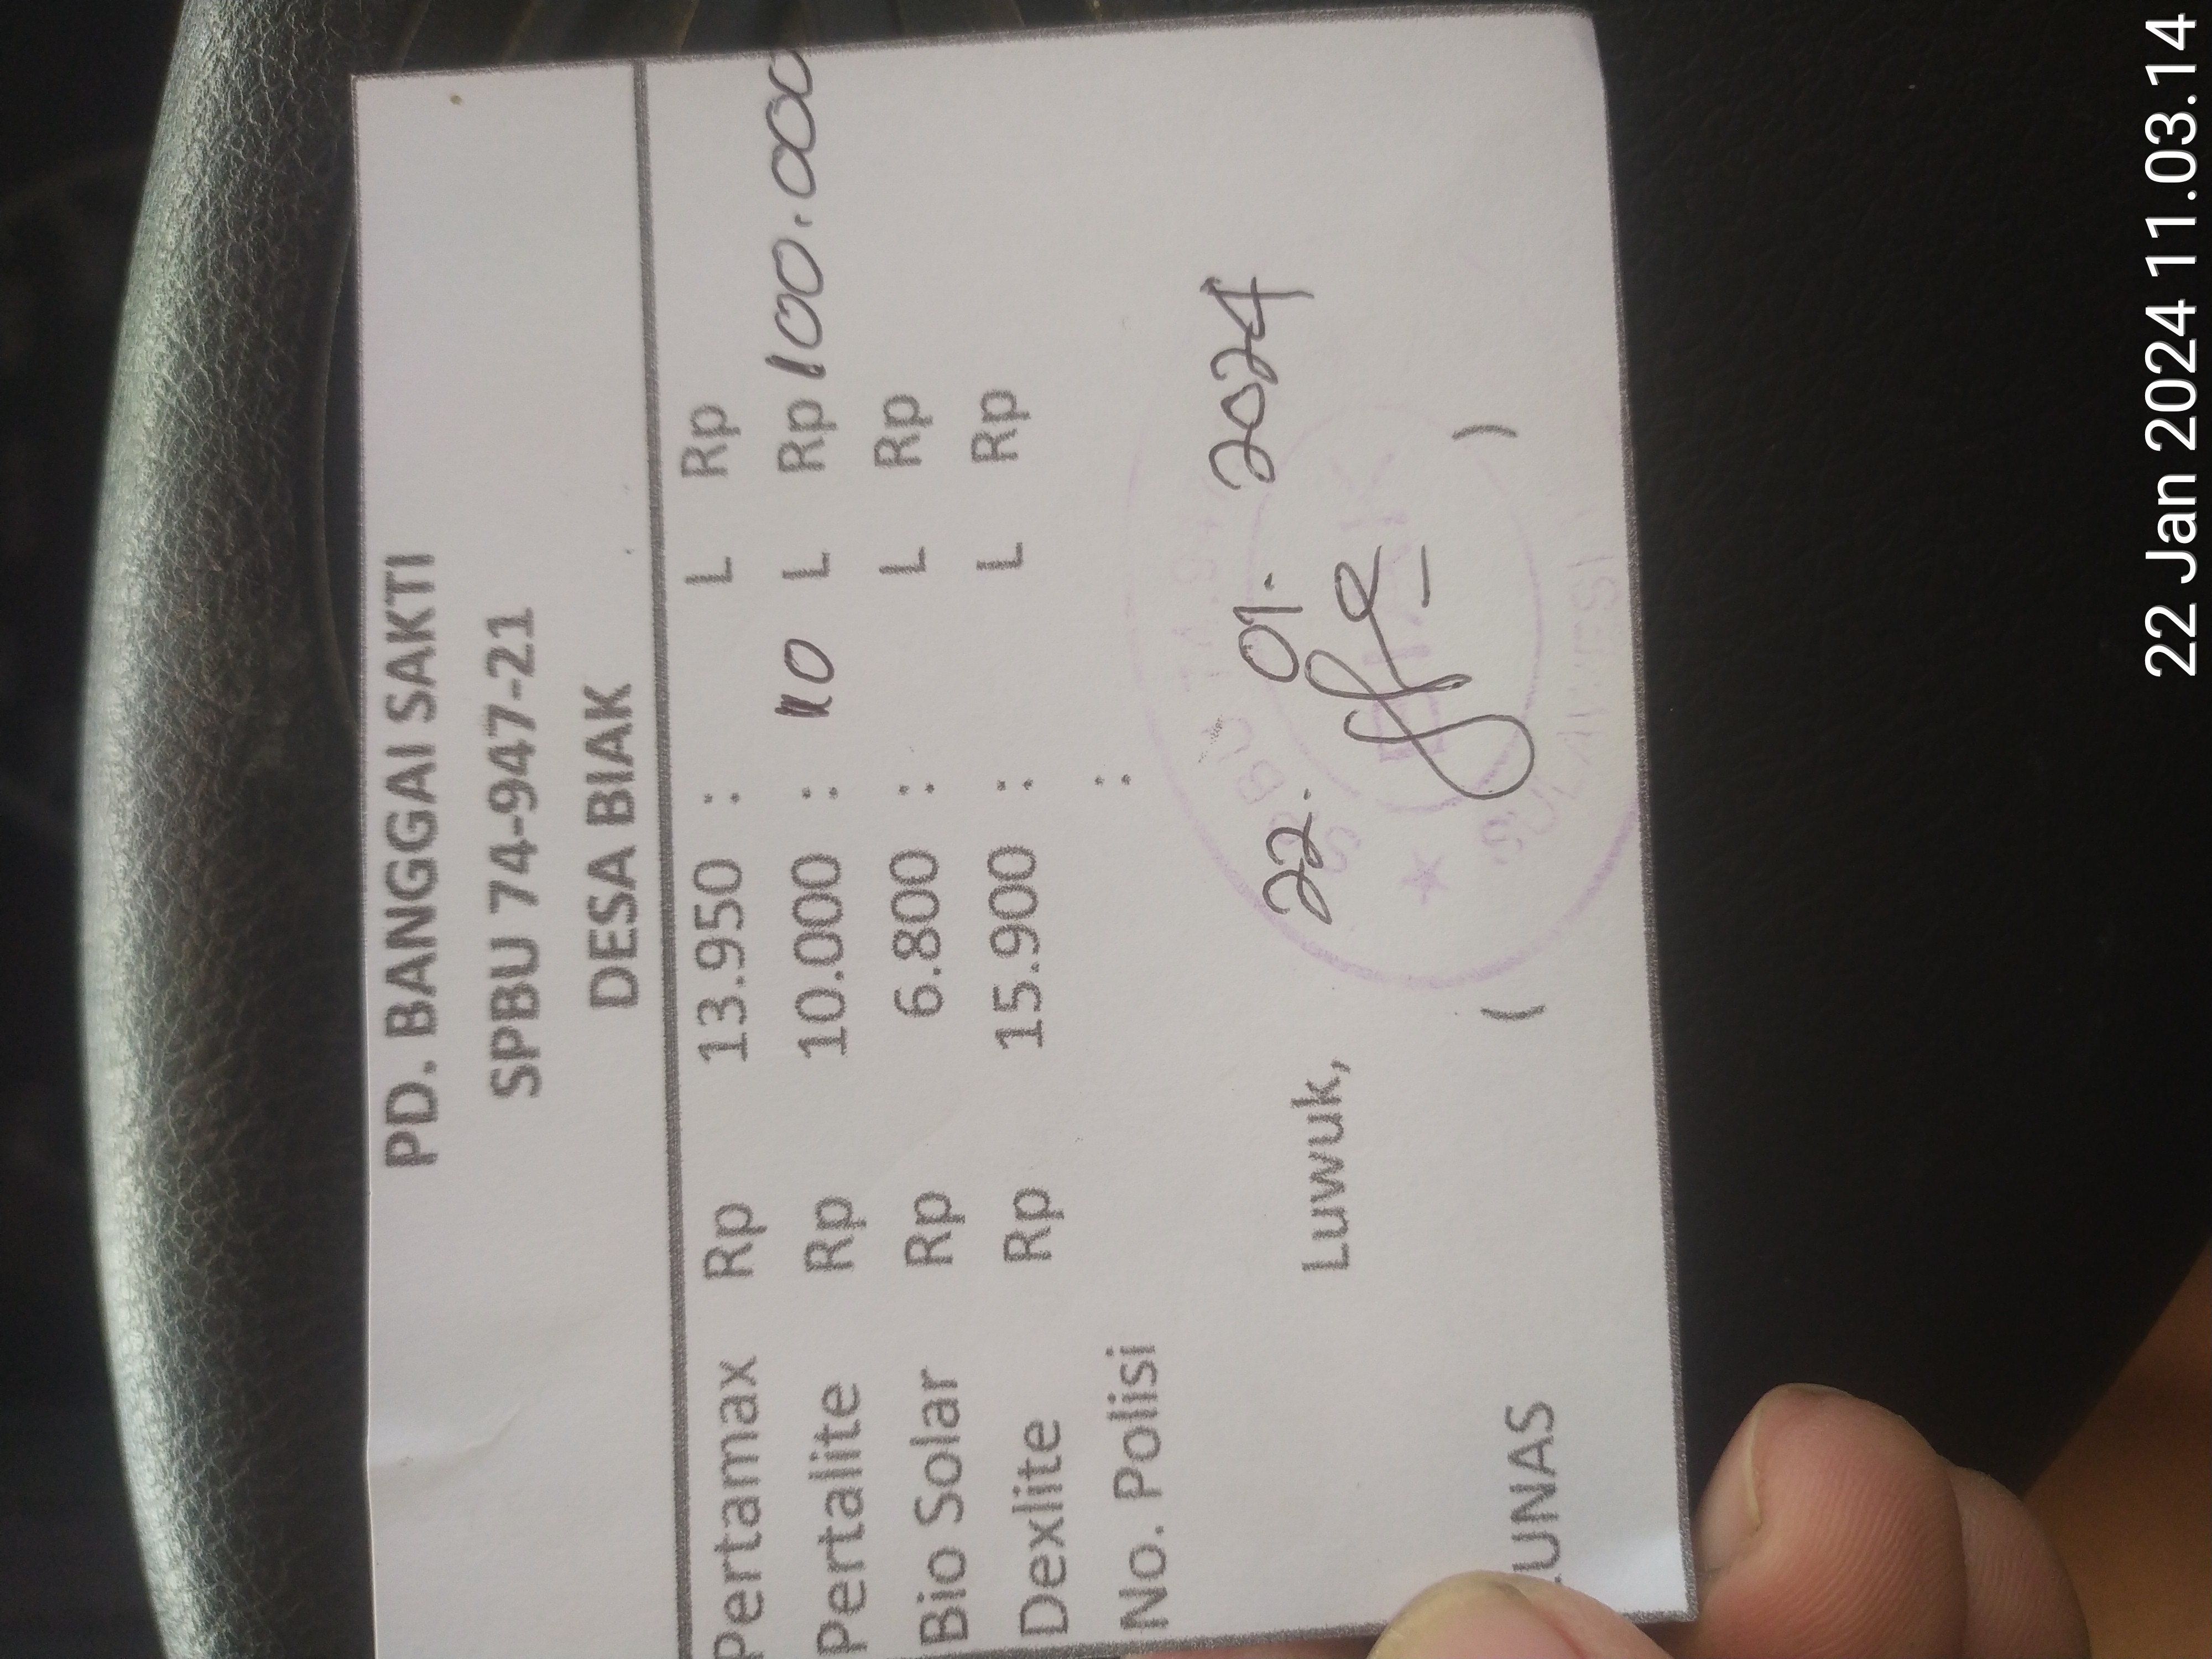 PD. BANGGAI SAKTI
SPBU 74-947-21
DESA BIAK
Pertamax Rp 13.950 : L Rp
Pertalite Rp 10.000 : 10 L Rp 100.000
Bio Solar Rp 6.800 : L Rp
Dexlite Rp 15.900 : L Rp
No. Polisi :
Luwuk, 22. 01. 2024
LUNAS ( )
22 Jan 2024 11.03.14